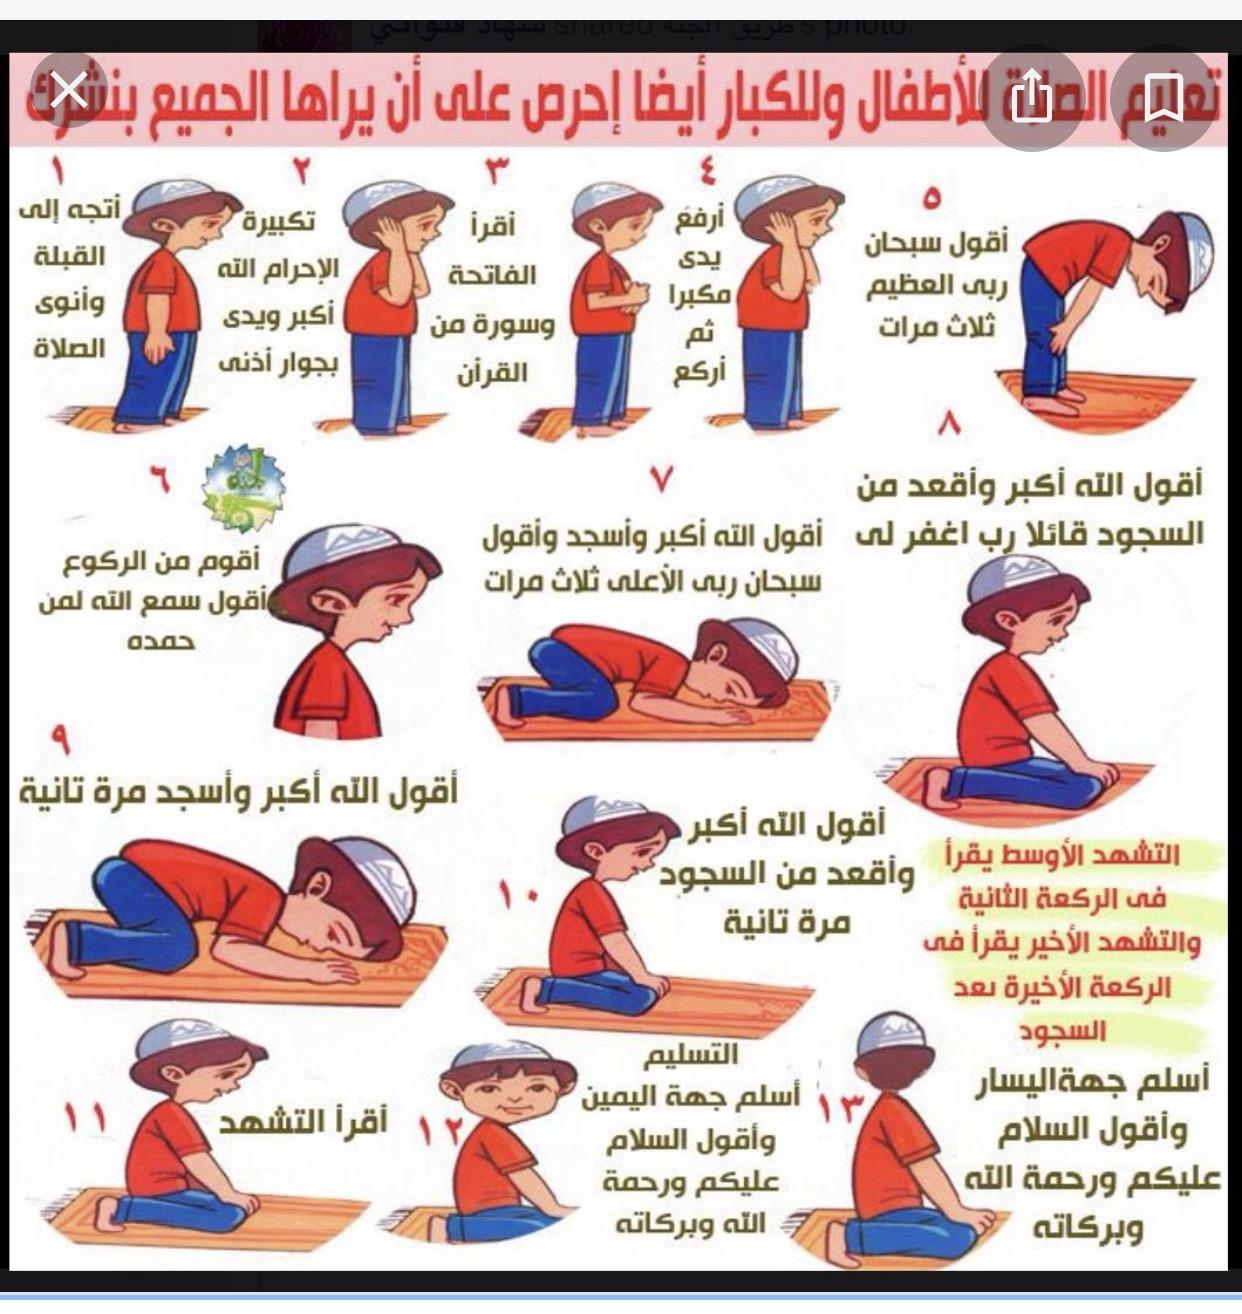 shared طريق الجنة's photo.
تعليم الصلاة للأطفال وللكبار أيضا إحرص على أن يراها الجميع بنشرك
١
أتجه إلى
القبلة
وأنوى
الصلاة
٢
تكبيرة
الإحرام الله
أكبر ويدى
بجوار أذنى
٣
أقرأ
الفاتحة
وسورة من
القرأن
٤
أرفع
يدى
مكبرا
ثم
أركع
٥
أقول سبحان
ربى العظيم
ثلاث مرات
٦
أقوم من الركوع
وأقول سمع الله لمن
حمده
٧
أقول الله أكبر وأسجد وأقول
سبحان ربى الأعلى ثلاث مرات
٨
أقول الله أكبر وأقعد من
السجود قائلا رب اغفر لى
٩
أقول الله أكبر وأسجد مرة تانية
١٠
أقول الله أكبر
وأقعد من السجود
مرة تانية
التشهد الأوسط يقرأ
فى الركعة الثانية
والتشهد الأخير يقرأ فى
الركعة الأخيرة بعد
السجود
١١
أقرأ التشهد
١٢
التسليم
أسلم جهة اليمين
وأقول السلام
عليكم ورحمة
الله وبركاته
١٣
أسلم جهةاليسار
وأقول السلام
عليكم ورحمة الله
وبركاته